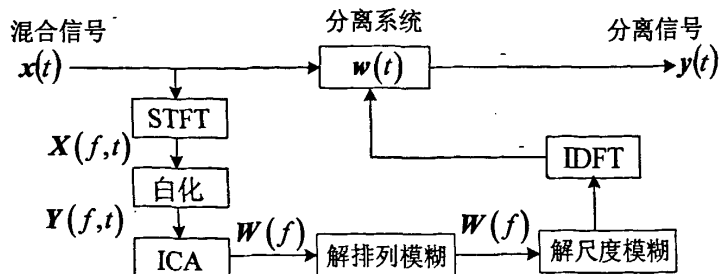 混合信号
分离系统
分离信号
x(t)
w(t)
y(t)
STFT
X(f,t)
白化
IDFT
Y(f,t)
W(f)
W(f)
ICA
解排列模糊
解尺度模糊